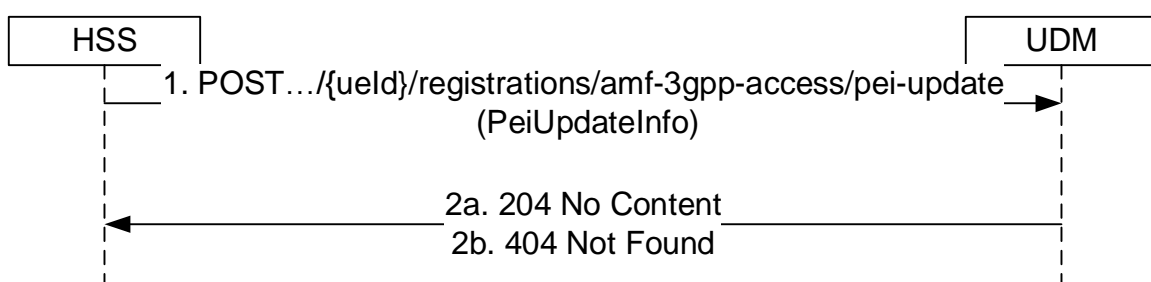 HSS
UDM
1. POST…/{ueId}/registrations/amf-3gpp-access/pei-update
(PeiUpdateInfo)
2a. 204 No Content
2b. 404 Not Found